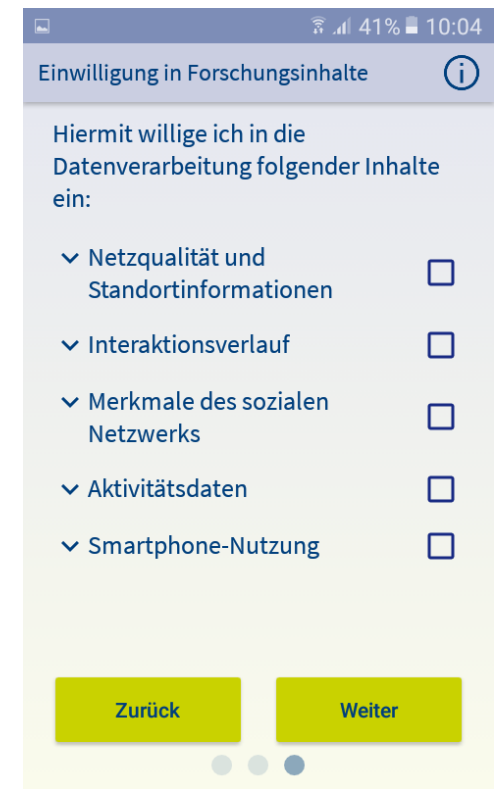 41% 10:04
Einwilligung in Forschungsinhalte
Hiermit willige ich in die
Datenverarbeitung folgender Inhalte
ein:
Netzqualität und
Standortinformationen
Interaktionsverlauf
Merkmale des sozialen
Netzwerks
Aktivitätsdaten
Smartphone-Nutzung
Zurück
Weiter